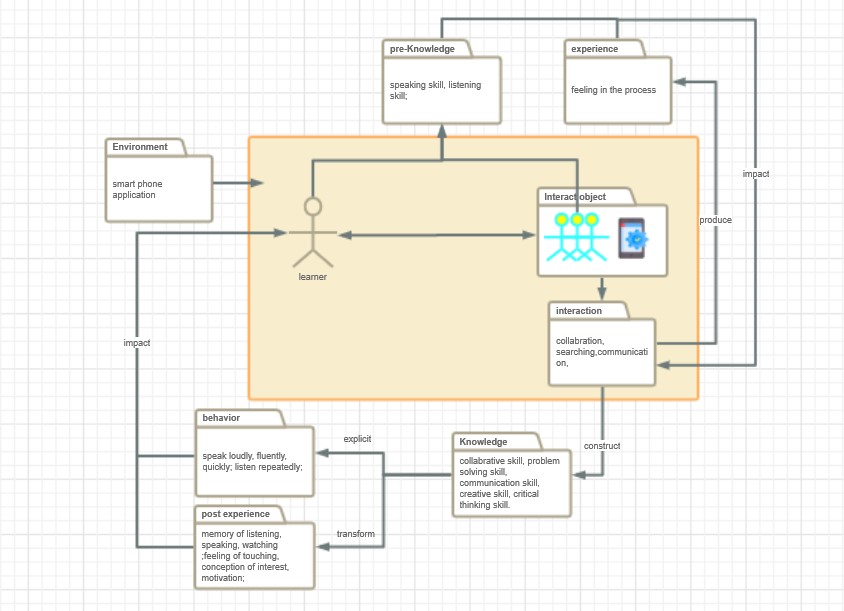 pre-Knowledge
speaking skill, listening
skill;
experience
feeling in the process
Environment
smart phone
application
impact
produce
learner
Interact object
interaction
collabration,
searching,communicati
on,
impact
construct
behavior
speak loudly, fluently,
quickly; listen repeatedly;
explicit
Knowledge
collabrative skill, problem
solving skill,
communication skill,
creative skill, critical
thinking skill.
post experience
memory of listening,
speaking, watching
;feeling of touching,
conception of interest,
motivation;
transform